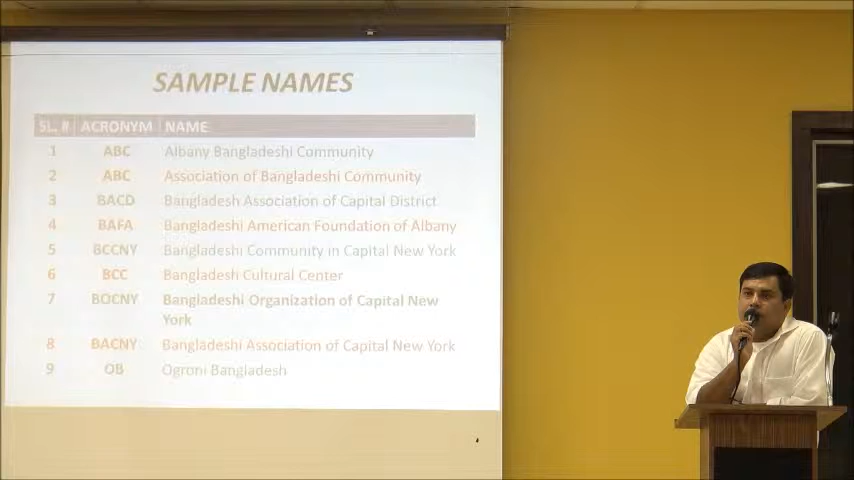 SAMPLE NAMES
SL. # ACRONYM NAME
1 ABC Albany Bangladeshi Community
2 ABC Association of Bangladeshi Community
3 BACD Bangladesh Association of Capital District
4 BAFA Bangladeshi American Foundation of Albany
5 BCCNY Bangladeshi Community in Capital New York
6 BCC Bangladesh Cultural Center
7 BOCNY Bangladeshi Organization of Capital New
York
8 BACNY Bangladeshi Association of Capital New York
9 OB Ogroni Bangladesh